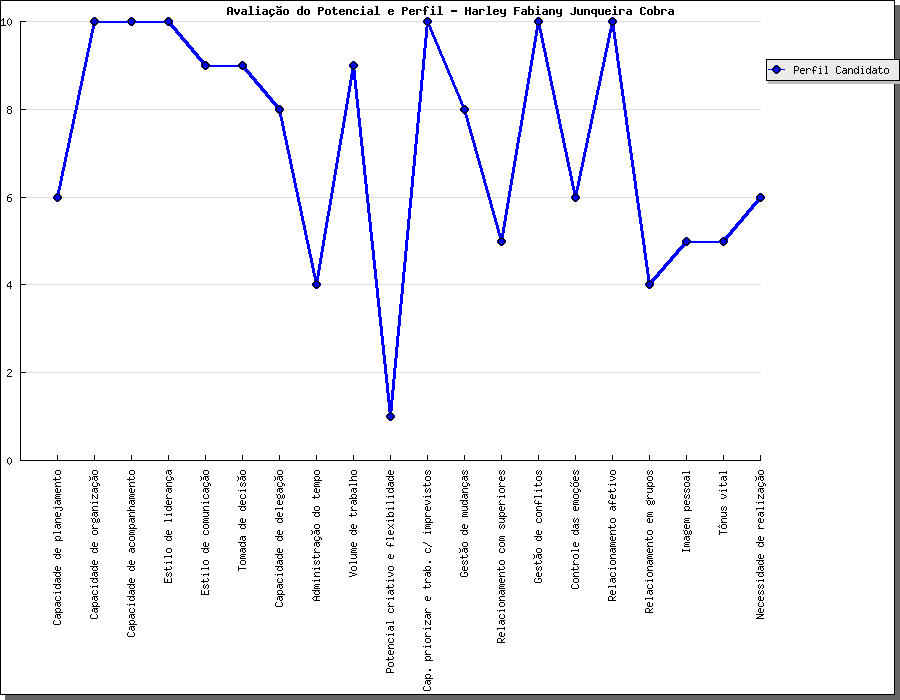 Avaliação do Potencial e Perfil - Harley Fabiany Junqueira Cobra
10
8
6
4
2
0
Perfil Candidato
Capacidade de planejamento
Capacidade de organização
Capacidade de acompanhamento
Estilo de liderança
Estilo de comunicação
Tomada de decisão
Capacidade de delegação
Administração do tempo
Volume de trabalho
Potencial criativo e flexibilidade
Cap. priorizar e trab. c/ imprevistos
Gestão de mudanças
Relacionamento com superiores
Gestão de conflitos
Controle das emoções
Relacionamento afetivo
Relacionamento em grupos
Imagem pessoal
Tônus vital
Necessidade de realização